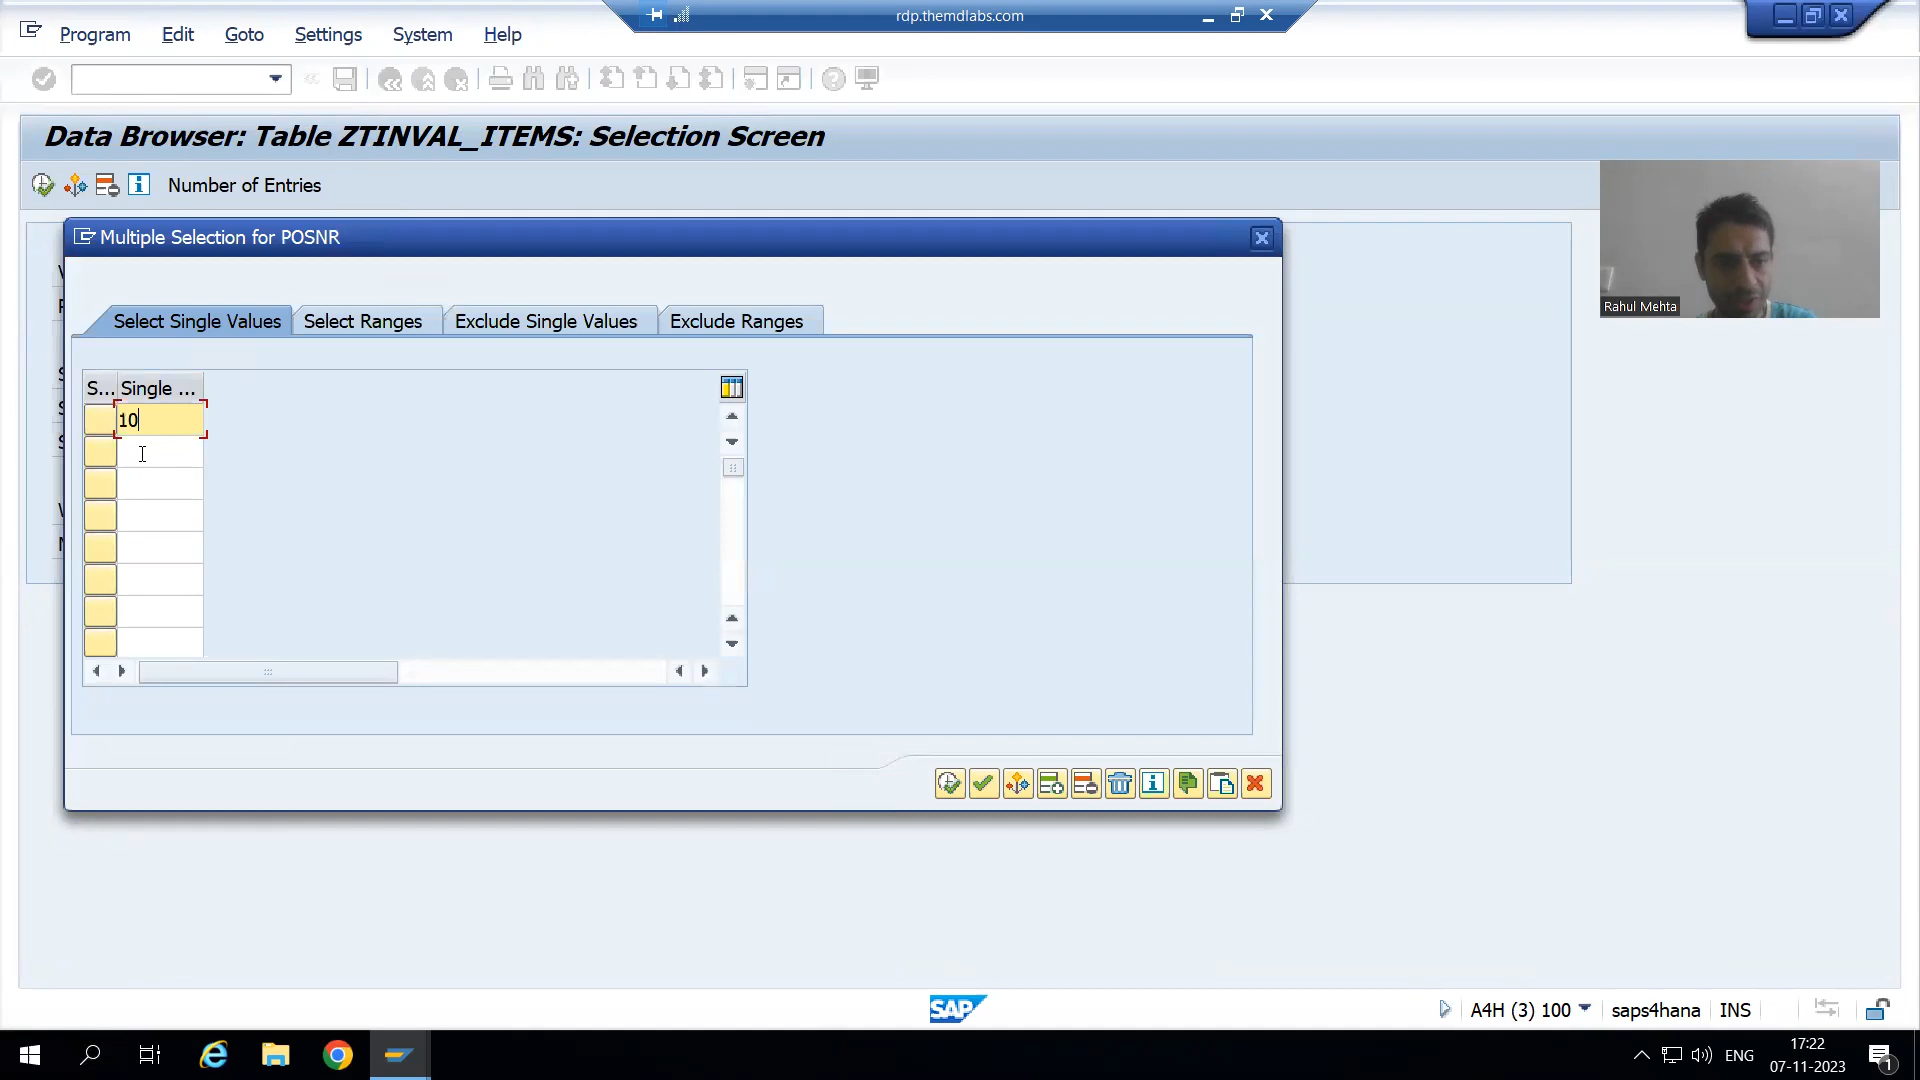 rdp.themdlabs.com
Program Edit Goto Settings System Help
Data Browser: Table ZTINVAL_ITEMS: Selection Screen
Number of Entries
Multiple Selection for POSNR
Rahul Mehta
Select Single Values Select Ranges Exclude Single Values Exclude Ranges
S... Single ...
10
SAP
A4H (3) 100 saps4hana INS
17:22
ENG
07-11-2023
1